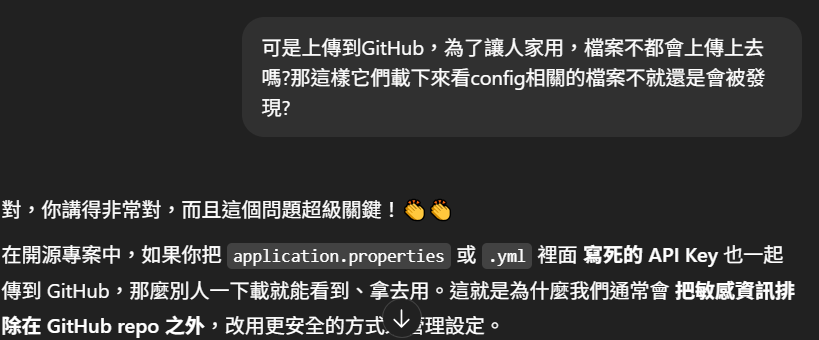 可是上傳到GitHub，為了讓人家用，檔案不都會上傳上去
嗎?那這樣它們載下來看config相關的檔案不就還是會被發
現?
對，你講得非常對，而且這個問題超級關鍵！👏👏
在開源專案中，如果你把 application.properties 或 .yml 裡面 寫死的 API Key 也一起
傳到 GitHub，那麼別人一下載就能看到、拿去用。這就是為什麼我們通常會 把敏感資訊排
除在 GitHub repo 之外，改用更安全的方式 管理設定。